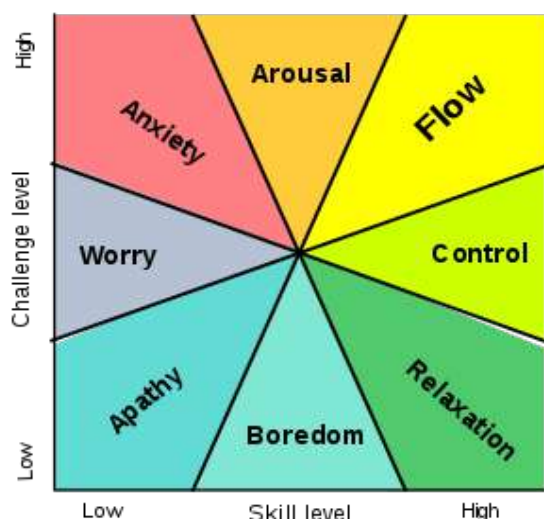 High
Arousal
Flow
Anxiety
Challenge level
Worry
Control
Apathy
Relaxation
Boredom
Low
Low
Skill level
High